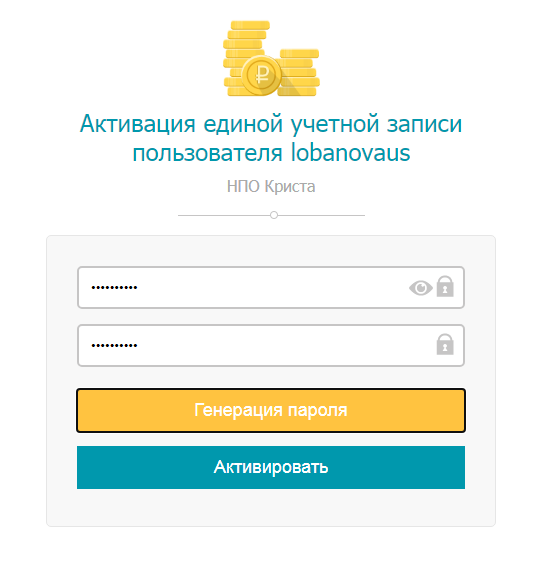 Активация единой учетной записи
пользователя lobanovaus
НПО Криста
••••••••••
••••••••••
Генерация пароля
Активировать